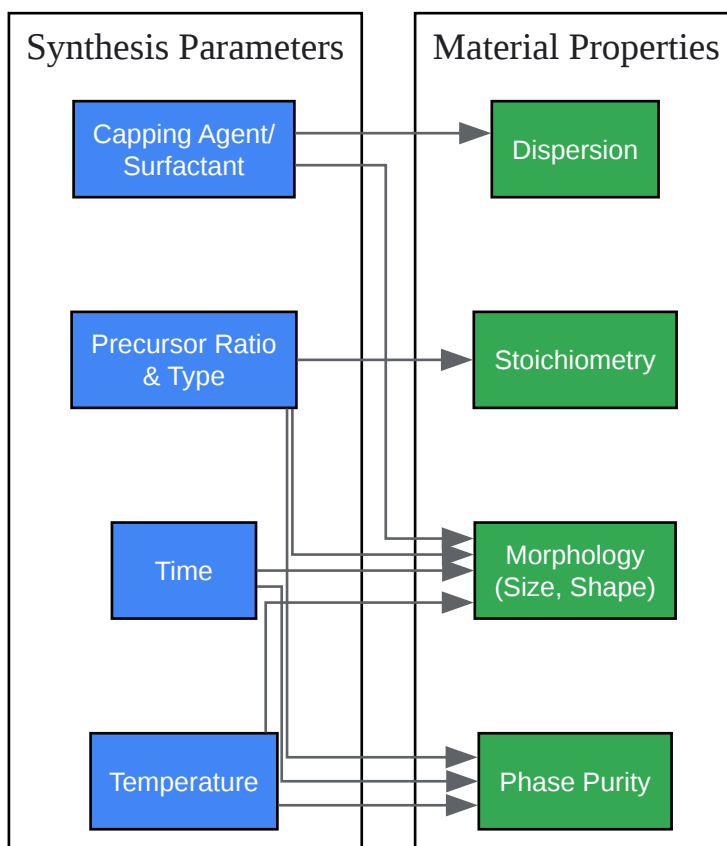 Synthesis Parameters
Material Properties
Capping Agent/
Surfactant
Dispersion
Precursor Ratio
& Type
Stoichiometry
Time
Morphology
(Size, Shape)
Temperature
Phase Purity